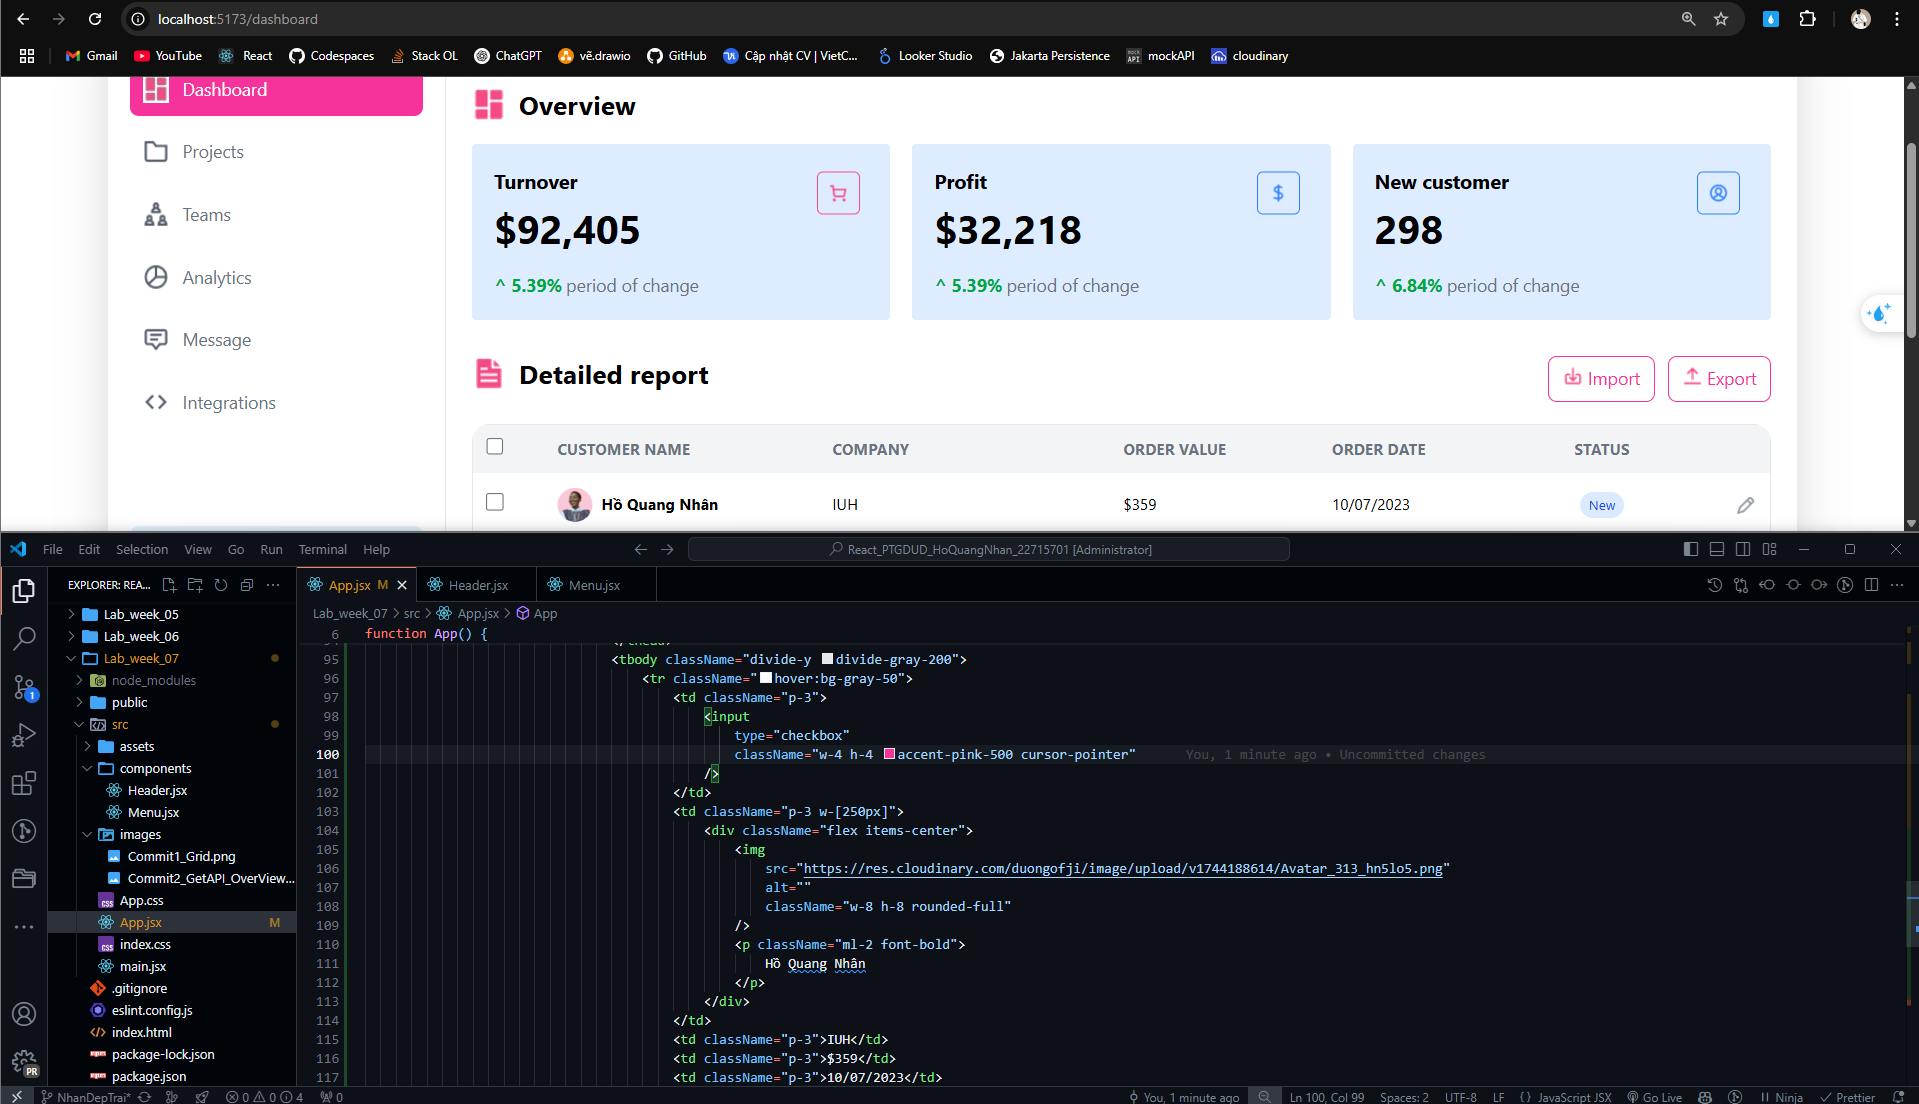 localhost:5173/dashboard
Gmail YouTube React Codespaces Stack OL ChatGPT vẽ.drawio GitHub Cập nhật CV | VietC... Looker Studio Jakarta Persistence mockAPI cloudinary
Dashboard
Projects
Teams
Analytics
Message
Integrations
Overview
Turnover
$92,405
^ 5.39% period of change
Profit
$32,218
^ 5.39% period of change
New customer
298
^ 6.84% period of change
Detailed report
Import Export
CUSTOMER NAME COMPANY ORDER VALUE ORDER DATE STATUS
Hồ Quang Nhân IUH $359 10/07/2023 New
File Edit Selection View Go Run Terminal Help
React_PTGDUD_HoQuangNhan_22715701 [Administrator]
EXPLORER: REA...
Lab_week_05
Lab_week_06
Lab_week_07
node_modules
public
src
assets
components
Header.jsx
Menu.jsx
images
Commit1_Grid.png
Commit2_GetAPI_OverView...
App.css
App.jsx M
index.css
main.jsx
.gitignore
eslint.config.js
index.html
package-lock.json
package.json
1
PR
App.jsx M Header.jsx Menu.jsx
Lab_week_07 > src > App.jsx > App
6 function App() {
95 <tbody className="divide-y divide-gray-200">
96 <tr className="hover:bg-gray-50">
97 <td className="p-3">
98 <input
99 type="checkbox"
100 className="w-4 h-4 accent-pink-500 cursor-pointer" You, 1 minute ago • Uncommitted changes
101 />
102 </td>
103 <td className="p-3 w-[250px]">
104 <div className="flex items-center">
105 <img
106 src="https://res.cloudinary.com/duongofji/image/upload/v1744188614/Avatar_313_hn5lo5.png"
107 alt=""
108 className="w-8 h-8 rounded-full"
109 />
110 <p className="ml-2 font-bold">
111 Hồ Quang Nhân
112 </p>
113 </div>
114 </td>
115 <td className="p-3">IUH</td>
116 <td className="p-3">$359</td>
117 <td className="p-3">10/07/2023</td>
NhanDepTrai* 0 0 4 0 You, 1 minute ago Ln 100, Col 99 Spaces: 2 UTF-8 LF {} JavaScript JSX Go Live Ninja Prettier